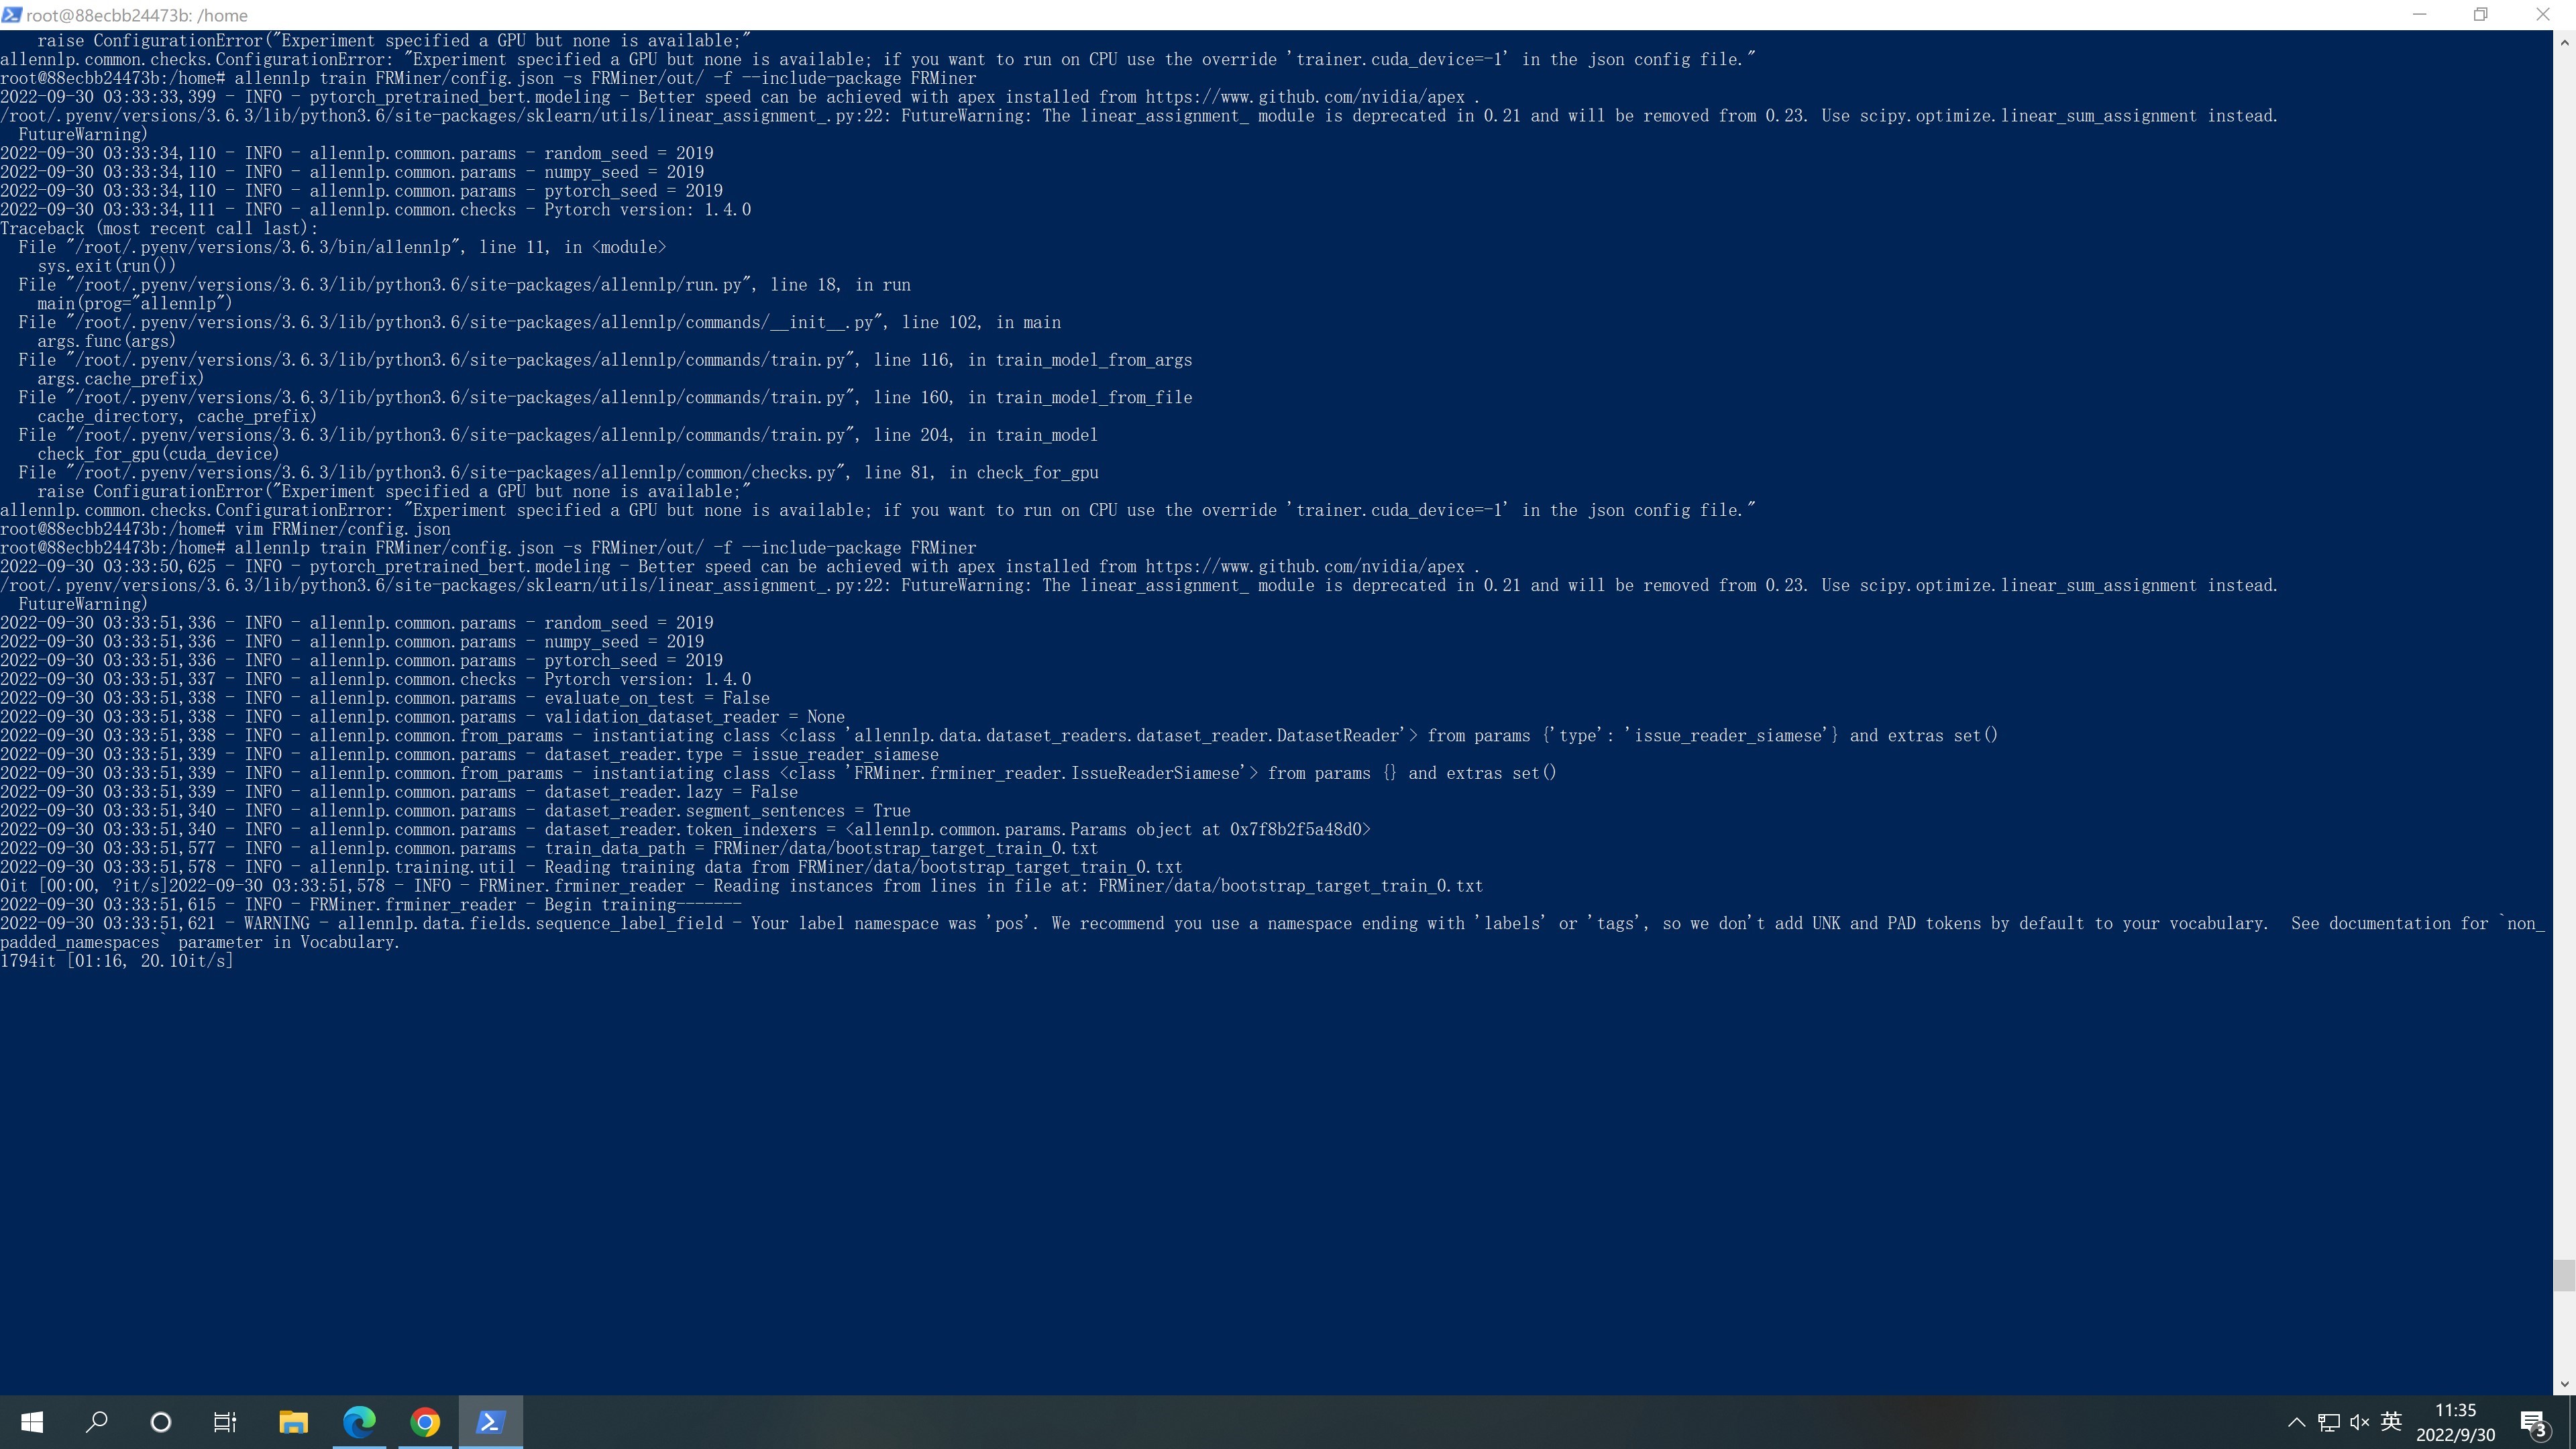 root@88ecbb24473b: /home
    raise ConfigurationError("Experiment specified a GPU but none is available;"
allennlp.common.checks.ConfigurationError: "Experiment specified a GPU but none is available; if you want to run on CPU use the override 'trainer.cuda_device=-1' in the json config file."
root@88ecbb24473b:/home# allennlp train FRMiner/config.json -s FRMiner/out/ -f --include-package FRMiner
2022-09-30 03:33:33,399 - INFO - pytorch_pretrained_bert.modeling - Better speed can be achieved with apex installed from https://www.github.com/nvidia/apex .
/root/.pyenv/versions/3.6.3/lib/python3.6/site-packages/sklearn/utils/linear_assignment_.py:22: FutureWarning: The linear_assignment_ module is deprecated in 0.21 and will be removed from 0.23. Use scipy.optimize.linear_sum_assignment instead.
  FutureWarning)
2022-09-30 03:33:34,110 - INFO - allennlp.common.params - random_seed = 2019
2022-09-30 03:33:34,110 - INFO - allennlp.common.params - numpy_seed = 2019
2022-09-30 03:33:34,110 - INFO - allennlp.common.params - pytorch_seed = 2019
2022-09-30 03:33:34,111 - INFO - allennlp.common.checks - Pytorch version: 1.4.0
Traceback (most recent call last):
  File "/root/.pyenv/versions/3.6.3/bin/allennlp", line 11, in <module>
    sys.exit(run())
  File "/root/.pyenv/versions/3.6.3/lib/python3.6/site-packages/allennlp/run.py", line 18, in run
    main(prog="allennlp")
  File "/root/.pyenv/versions/3.6.3/lib/python3.6/site-packages/allennlp/commands/__init__.py", line 102, in main
    args.func(args)
  File "/root/.pyenv/versions/3.6.3/lib/python3.6/site-packages/allennlp/commands/train.py", line 116, in train_model_from_args
    args.cache_prefix)
  File "/root/.pyenv/versions/3.6.3/lib/python3.6/site-packages/allennlp/commands/train.py", line 160, in train_model_from_file
    cache_directory, cache_prefix)
  File "/root/.pyenv/versions/3.6.3/lib/python3.6/site-packages/allennlp/commands/train.py", line 204, in train_model
    check_for_gpu(cuda_device)
  File "/root/.pyenv/versions/3.6.3/lib/python3.6/site-packages/allennlp/common/checks.py", line 81, in check_for_gpu
    raise ConfigurationError("Experiment specified a GPU but none is available;"
allennlp.common.checks.ConfigurationError: "Experiment specified a GPU but none is available; if you want to run on CPU use the override 'trainer.cuda_device=-1' in the json config file."
root@88ecbb24473b:/home# vim FRMiner/config.json
root@88ecbb24473b:/home# allennlp train FRMiner/config.json -s FRMiner/out/ -f --include-package FRMiner
2022-09-30 03:33:50,625 - INFO - pytorch_pretrained_bert.modeling - Better speed can be achieved with apex installed from https://www.github.com/nvidia/apex .
/root/.pyenv/versions/3.6.3/lib/python3.6/site-packages/sklearn/utils/linear_assignment_.py:22: FutureWarning: The linear_assignment_ module is deprecated in 0.21 and will be removed from 0.23. Use scipy.optimize.linear_sum_assignment instead.
  FutureWarning)
2022-09-30 03:33:51,336 - INFO - allennlp.common.params - random_seed = 2019
2022-09-30 03:33:51,336 - INFO - allennlp.common.params - numpy_seed = 2019
2022-09-30 03:33:51,336 - INFO - allennlp.common.params - pytorch_seed = 2019
2022-09-30 03:33:51,337 - INFO - allennlp.common.checks - Pytorch version: 1.4.0
2022-09-30 03:33:51,338 - INFO - allennlp.common.params - evaluate_on_test = False
2022-09-30 03:33:51,338 - INFO - allennlp.common.params - validation_dataset_reader = None
2022-09-30 03:33:51,338 - INFO - allennlp.common.from_params - instantiating class <class 'allennlp.data.dataset_readers.dataset_reader.DatasetReader'> from params {'type': 'issue_reader_siamese'} and extras set()
2022-09-30 03:33:51,339 - INFO - allennlp.common.params - dataset_reader.type = issue_reader_siamese
2022-09-30 03:33:51,339 - INFO - allennlp.common.from_params - instantiating class <class 'FRMiner.frminer_reader.IssueReaderSiamese'> from params {} and extras set()
2022-09-30 03:33:51,339 - INFO - allennlp.common.params - dataset_reader.lazy = False
2022-09-30 03:33:51,340 - INFO - allennlp.common.params - dataset_reader.segment_sentences = True
2022-09-30 03:33:51,340 - INFO - allennlp.common.params - dataset_reader.token_indexers = <allennlp.common.params.Params object at 0x7f8b2f5a48d0>
2022-09-30 03:33:51,577 - INFO - allennlp.common.params - train_data_path = FRMiner/data/bootstrap_target_train_0.txt
2022-09-30 03:33:51,578 - INFO - allennlp.training.util - Reading training data from FRMiner/data/bootstrap_target_train_0.txt
0it [00:00, ?it/s]2022-09-30 03:33:51,578 - INFO - FRMiner.frminer_reader - Reading instances from lines in file at: FRMiner/data/bootstrap_target_train_0.txt
2022-09-30 03:33:51,615 - INFO - FRMiner.frminer_reader - Begin training-------
2022-09-30 03:33:51,621 - WARNING - allennlp.data.fields.sequence_label_field - Your label namespace was 'pos'. We recommend you use a namespace ending with 'labels' or 'tags', so we don't add UNK and PAD tokens by default to your vocabulary.  See documentation for `non_
padded_namespaces` parameter in Vocabulary.
1794it [01:16, 20.10it/s]
英
11:35
2022/9/30
3